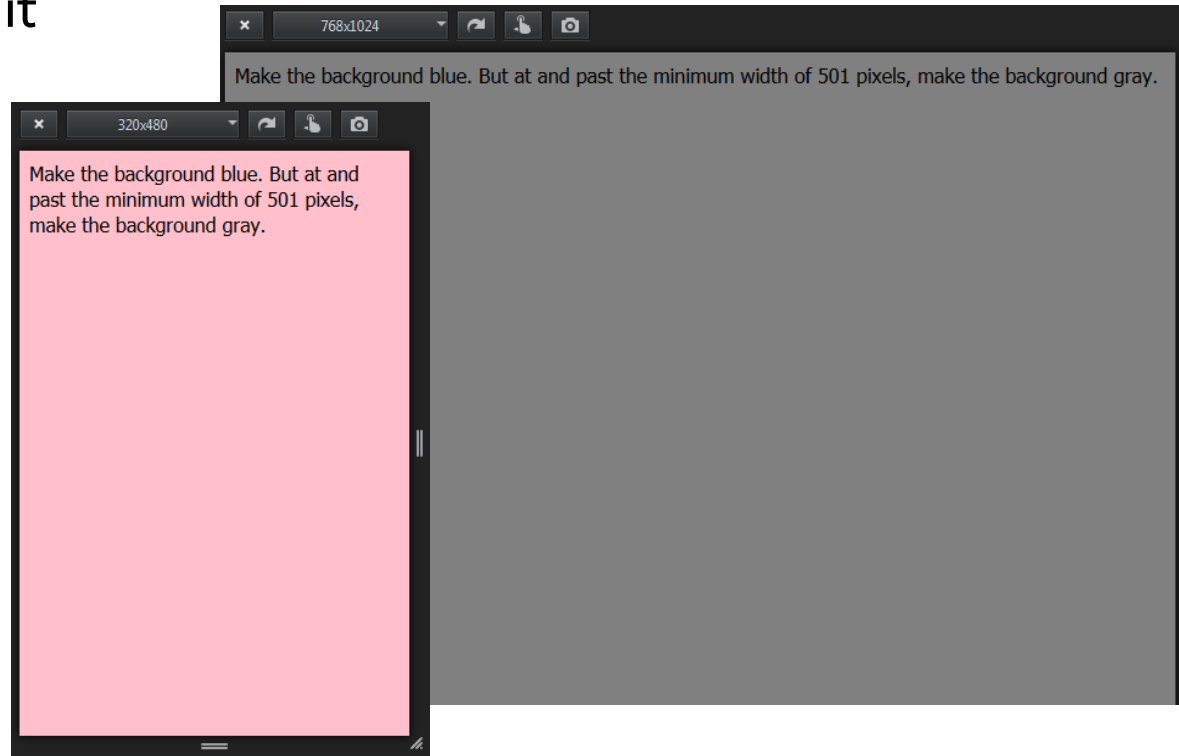 it
768x1024
Make the background blue. But at and past the minimum width of 501 pixels, make the background gray.
320x480
Make the background blue. But at and
past the minimum width of 501 pixels,
make the background gray.